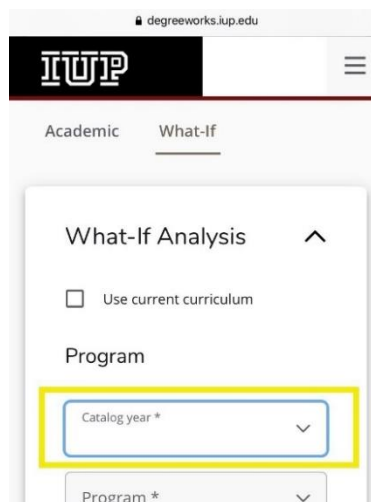 degreeworks.iup.edu
IUP
Academic What-If
What-If Analysis
Use current curriculum
Program
Catalog year *
Program *